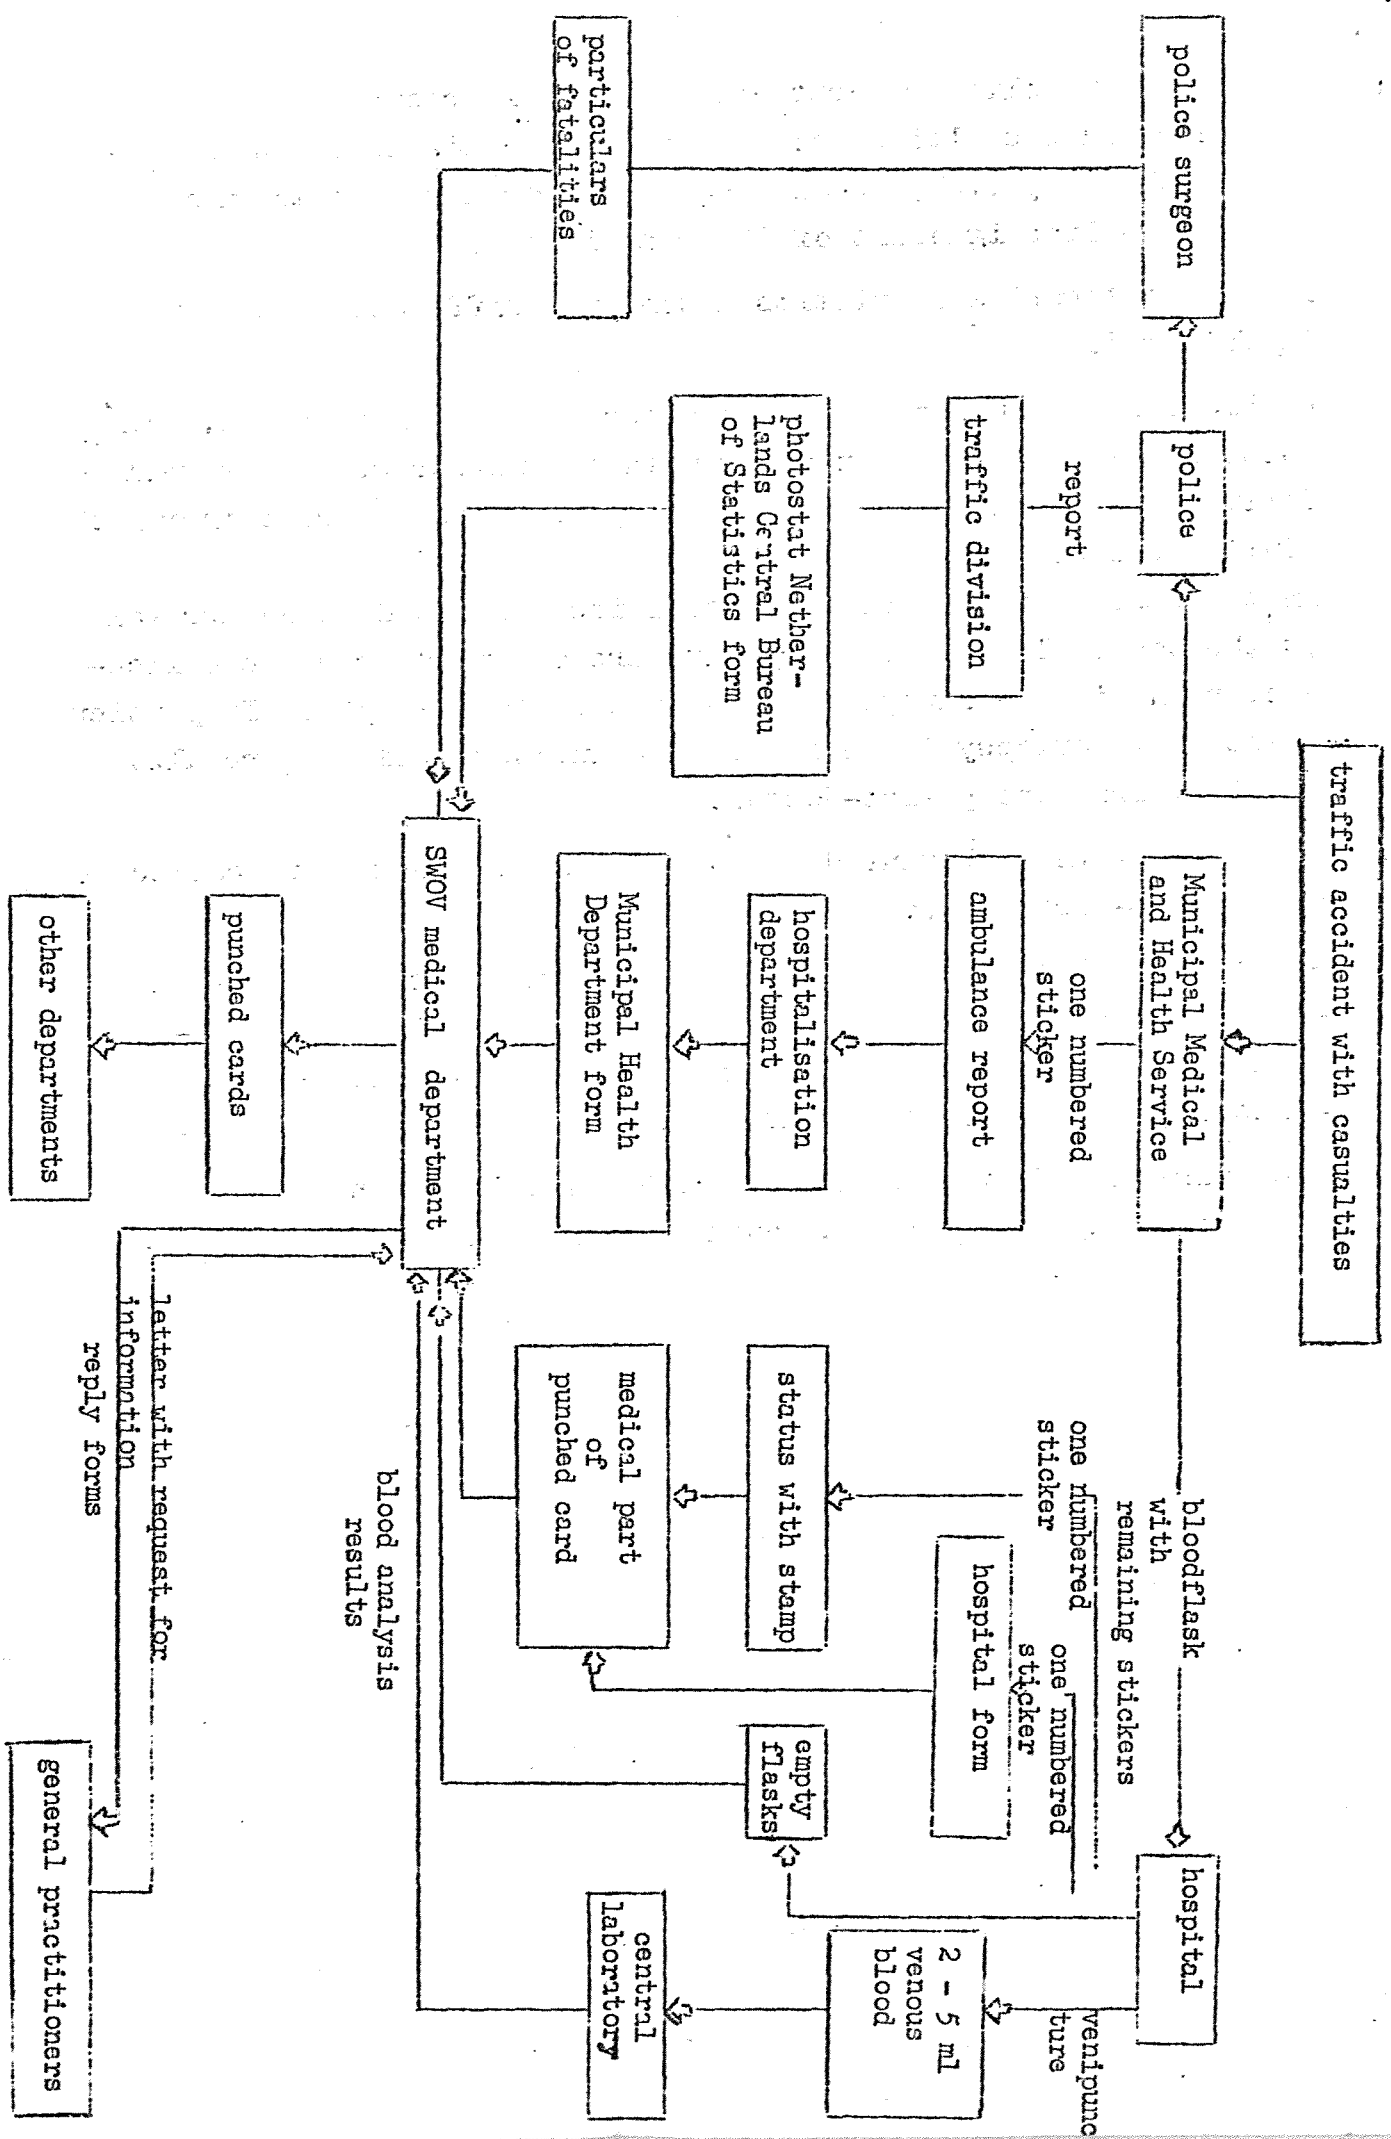 traffic accident with casualties
police surgeon
police
Municipal Medical
and Health Service
bloodflask
with
remaining stickers
hospital
report
one numbered
sticker
one numbered
sticker
one numbered
sticker
venipunc
ture
traffic division
ambulance report
hospital form
2 - 5 ml
venous
blood
photostat Nether-
lands Central Bureau
of Statistics form
hospitalisation
department
status with stamp
empty
flasks
particulars
of fatalities
Municipal Health
Department form
medical part
of
punched card
central
laboratory
SWOV medical department
blood analysis
results
punched cards
letter with request for
information
reply forms
other departments
general practitioners